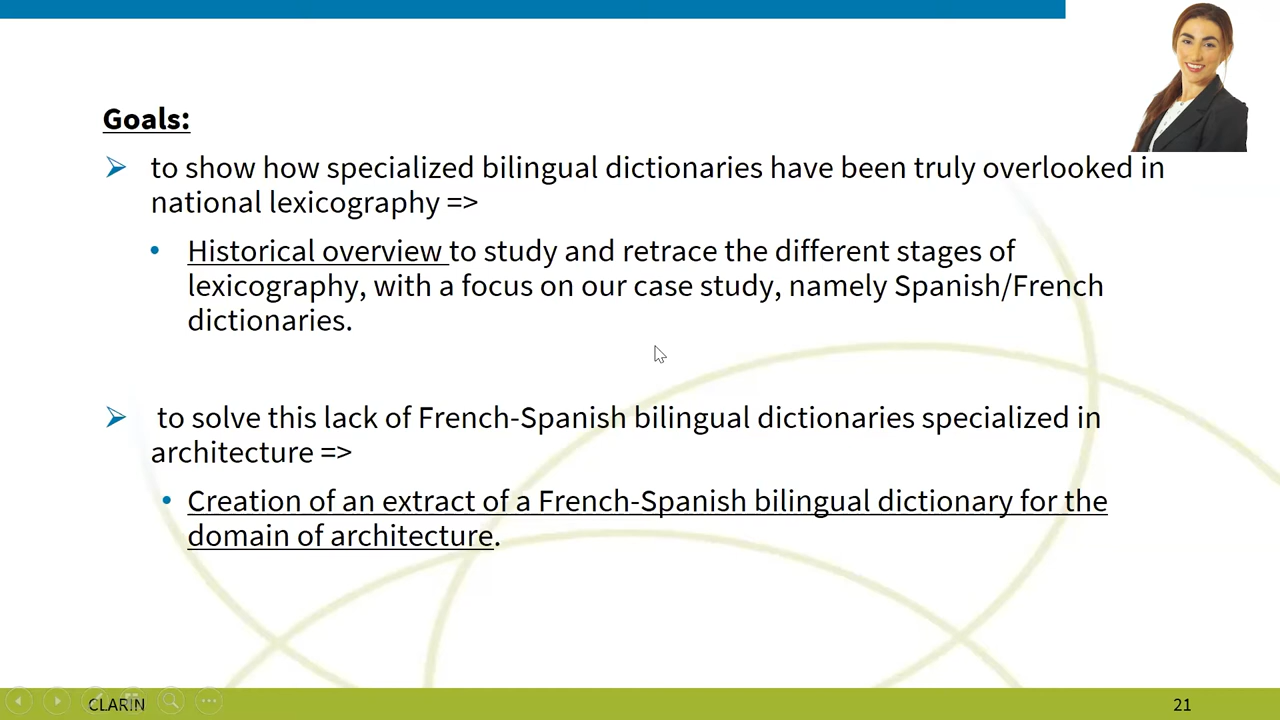 Goals:
➢ to show how specialized bilingual dictionaries have been truly overlooked in
national lexicography =>
• Historical overview to study and retrace the different stages of
lexicography, with a focus on our case study, namely Spanish/French
dictionaries.
➢ to solve this lack of French-Spanish bilingual dictionaries specialized in
architecture =>
• Creation of an extract of a French-Spanish bilingual dictionary for the
domain of architecture.
CLARIN
21